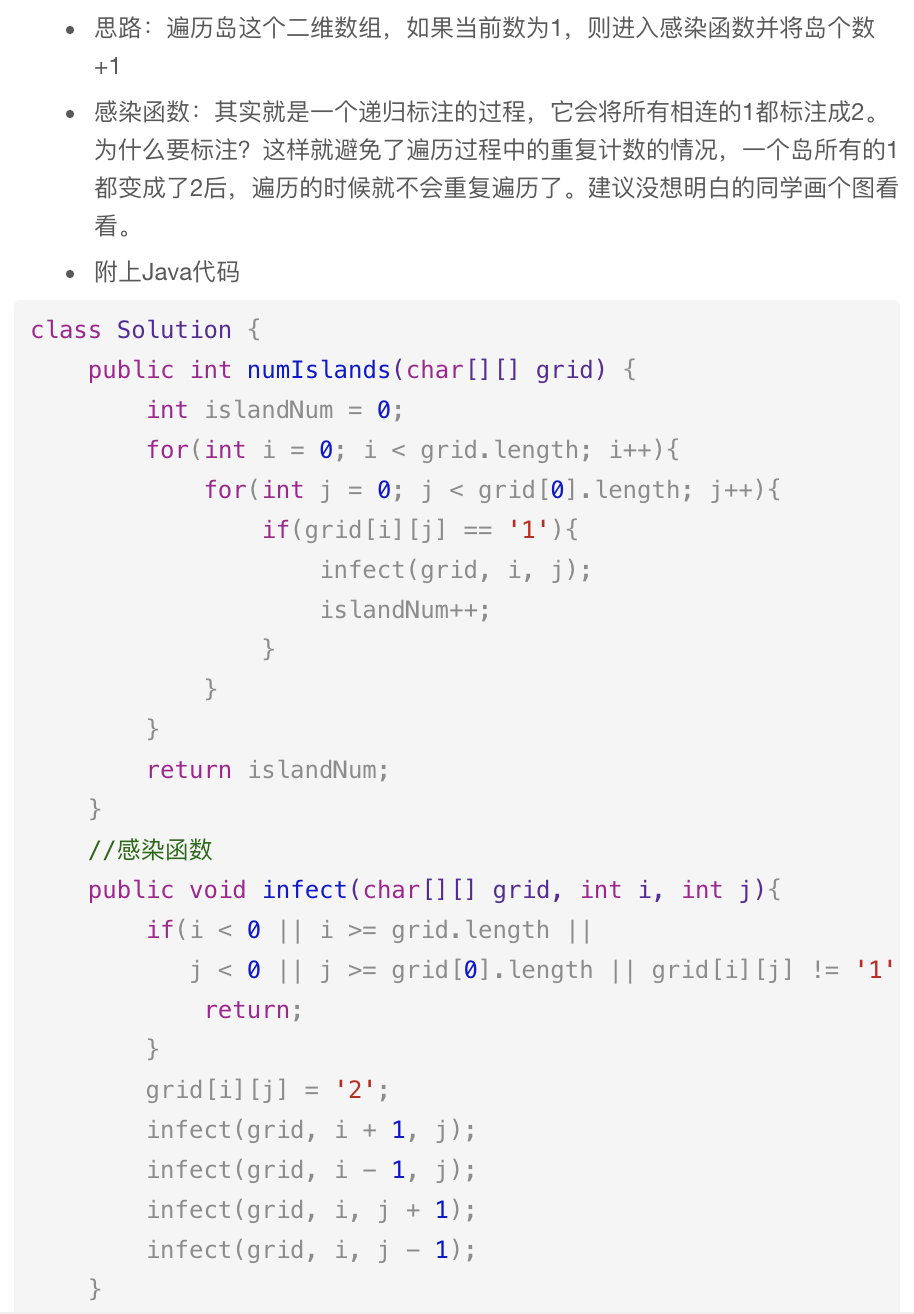 思路：遍历岛这个二维数组，如果当前数为1，则进入感染函数并将岛个数
+1
感染函数：其实就是一个递归标注的过程，它会将所有相连的1都标注成2。
为什么要标注？这样就避免了遍历过程中的重复计数的情况，一个岛所有的1
都变成了2后，遍历的时候就不会重复遍历了。建议没想明白的同学画个图看
看。
附上Java代码
class Solution {
    public int numIslands(char[][] grid) {
        int islandNum = 0;
        for(int i = 0; i < grid.length; i++){
            for(int j = 0; j < grid[0].length; j++){
                if(grid[i][j] == '1'){
                    infect(grid, i, j);
                    islandNum++;
                }
            }
        }
        return islandNum;
    }
    //感染函数
    public void infect(char[][] grid, int i, int j){
        if(i < 0 || i >= grid.length ||
           j < 0 || j >= grid[0].length || grid[i][j] != '1'
            return;
        }
        grid[i][j] = '2';
        infect(grid, i + 1, j);
        infect(grid, i - 1, j);
        infect(grid, i, j + 1);
        infect(grid, i, j - 1);
    }